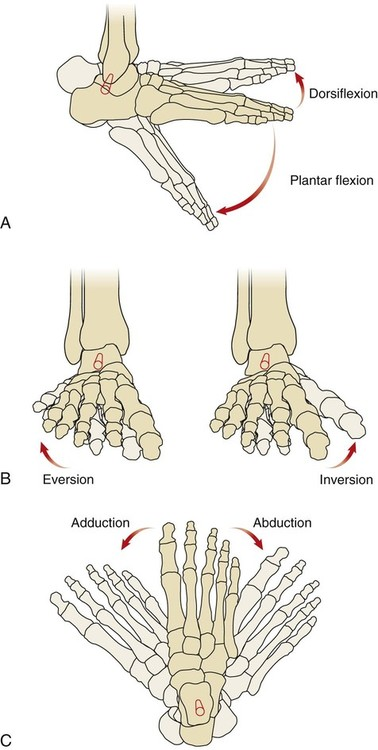 Dorsiflexion
Plantar flexion
A
B
Eversion
Inversion
Adduction
Abduction
C